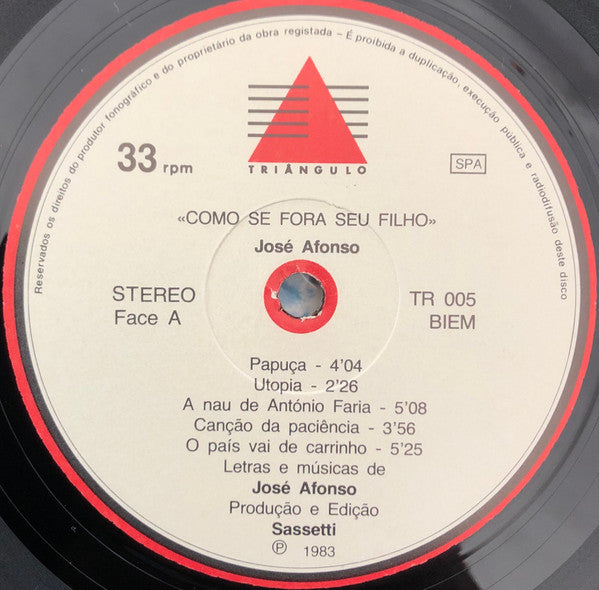 Reservados os direitos do produtor fonográfico e do proprietário da obra registada - É proibida a duplicação, execução pública e radiodifusão deste disco
33 rpm
TRIÂNGULO
SPA
«COMO SE FORA SEU FILHO»
José Afonso
STEREO
Face A
TR 005
BIEM
Papuça - 4'04
Utopia - 2'26
A nau de António Faria - 5'08
Canção da paciência - 3'56
O país vai de carrinho - 5'25
Letras e músicas de
José Afonso
Produção e Edição
Sassetti
℗ 1983